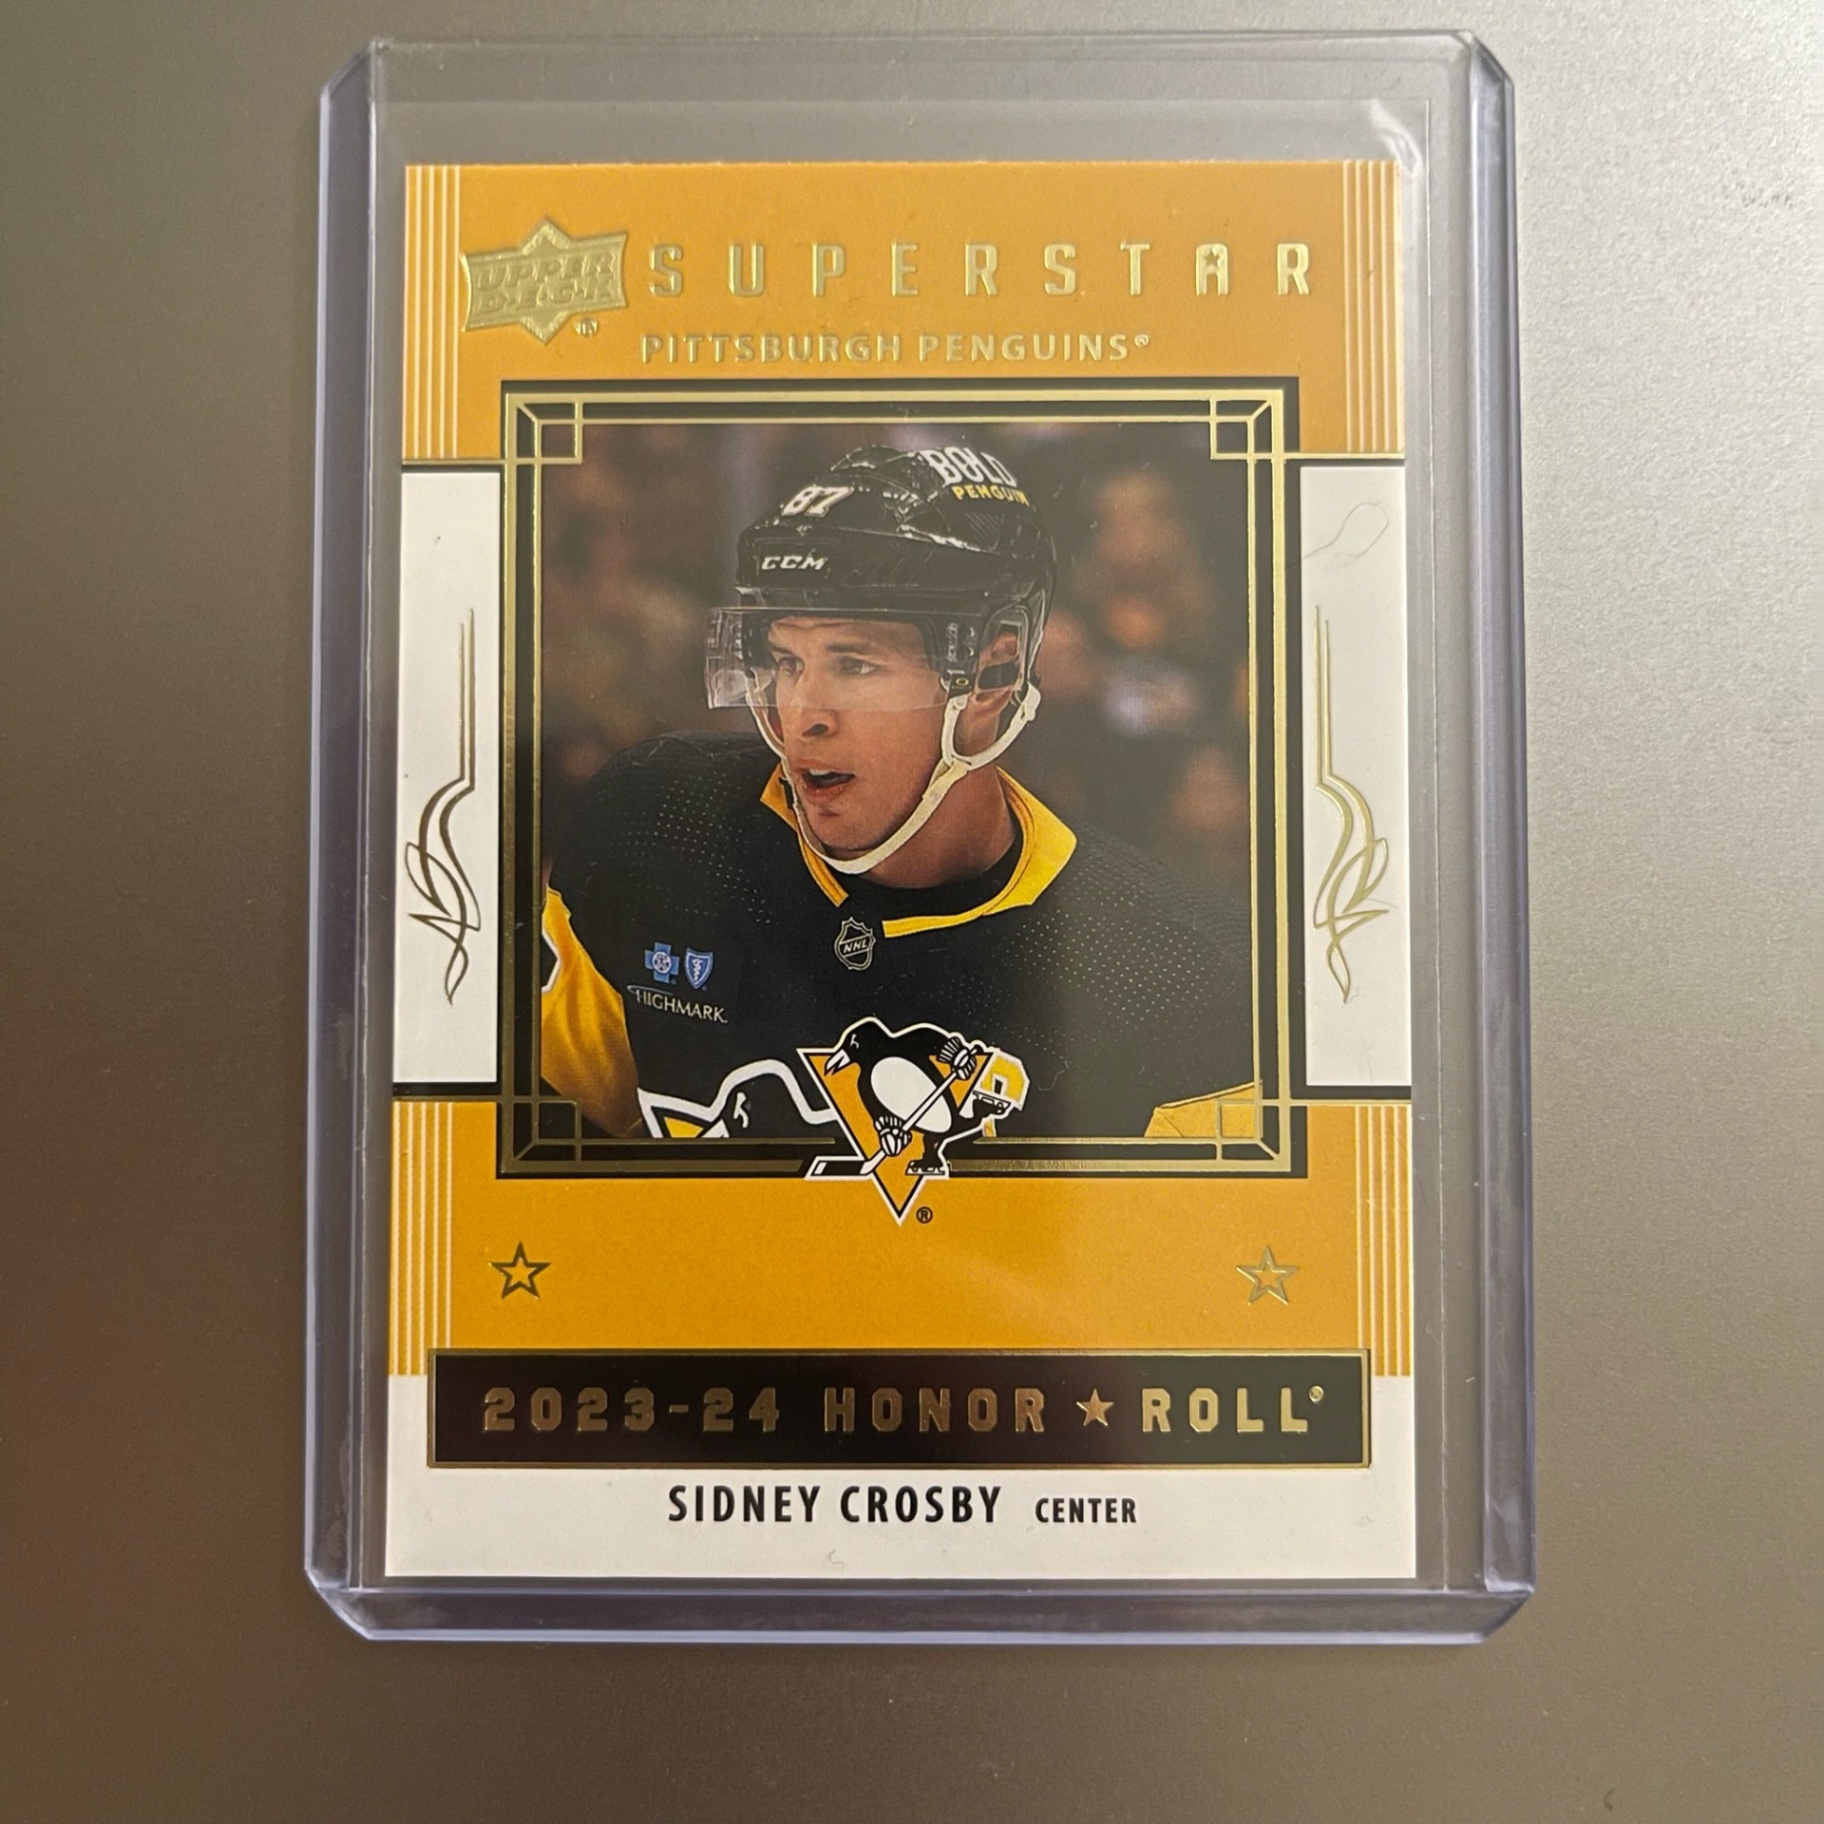 UPPER DECK®
SUPERSTAR
PITTSBURGH PENGUINS®
BOLD
PENGUIN
87
CCM
NHL
HIGHMARK
®
2023-24 HONOR★ROLL®
SIDNEY CROSBY CENTER